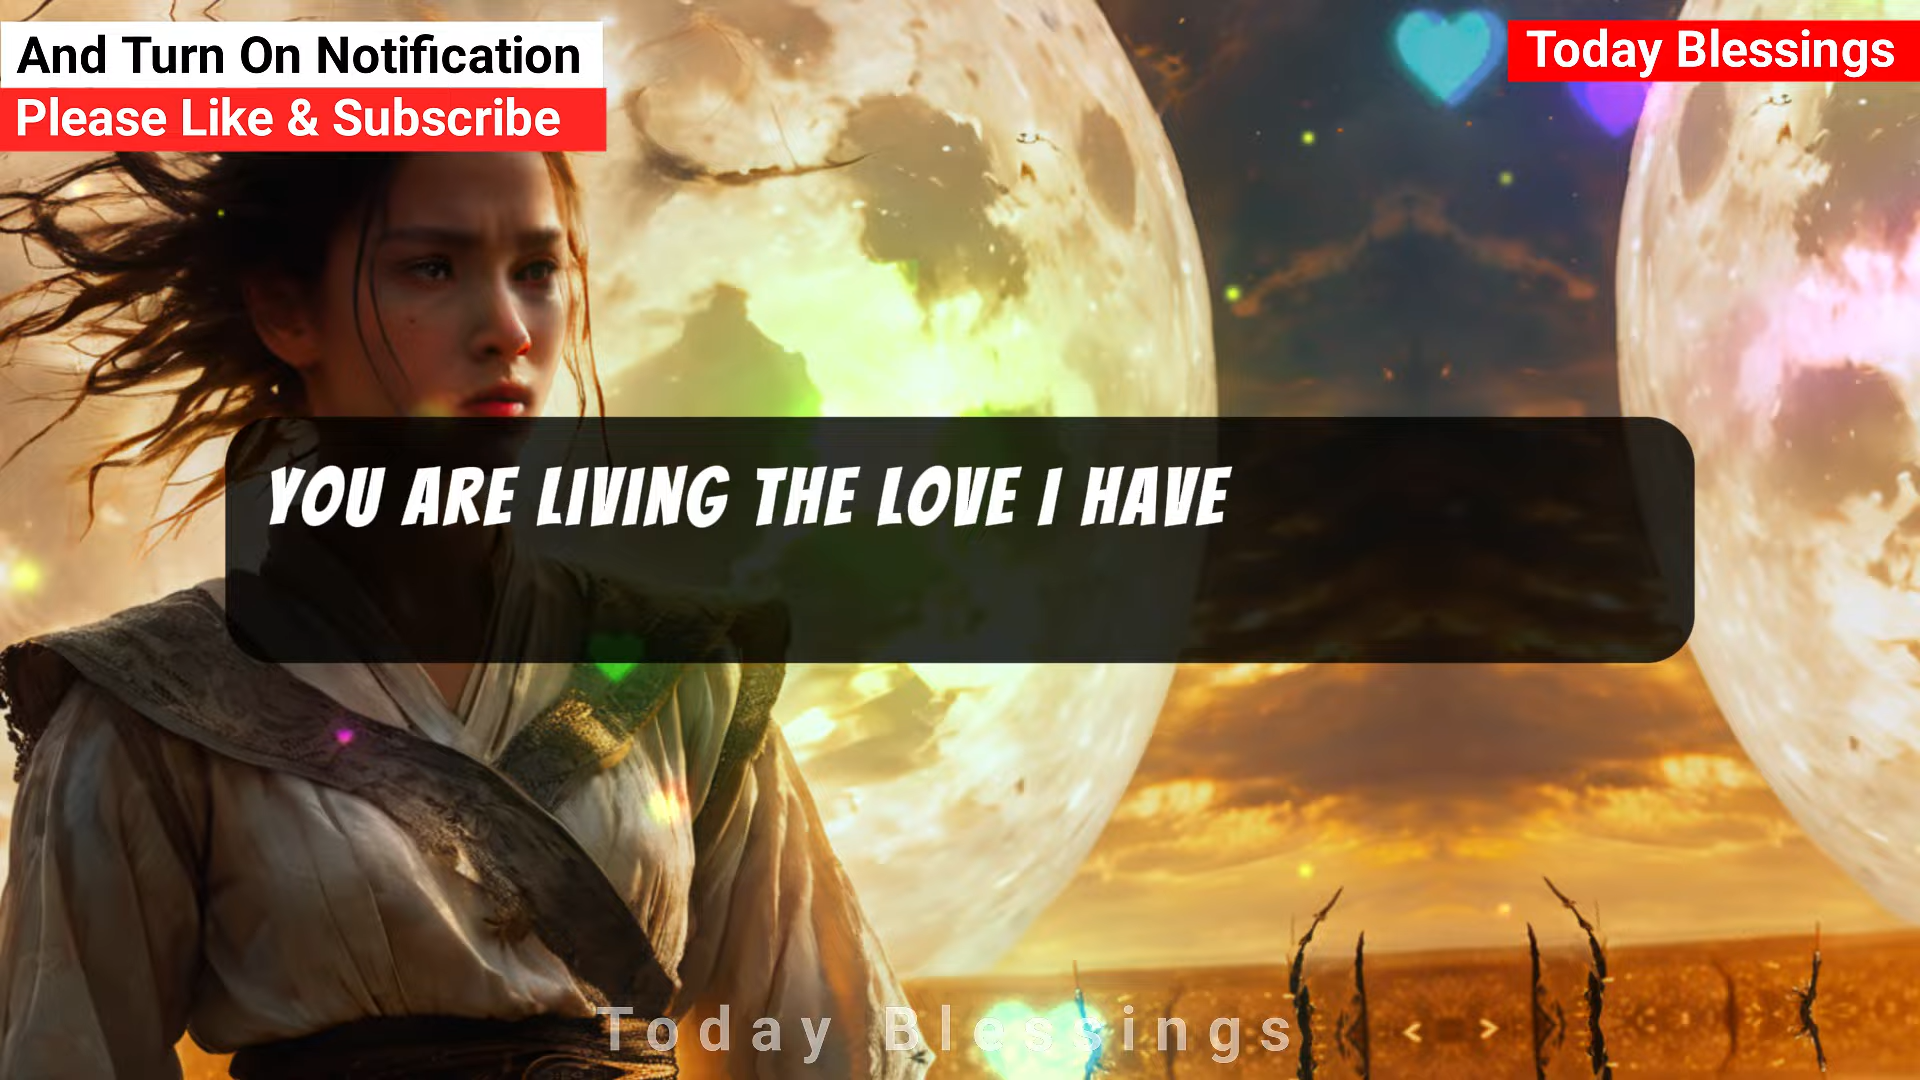 And Turn On Notification
Please Like & Subscribe
Today Blessings
YOU ARE LIVING THE LOVE I HAVE
Today Blessings